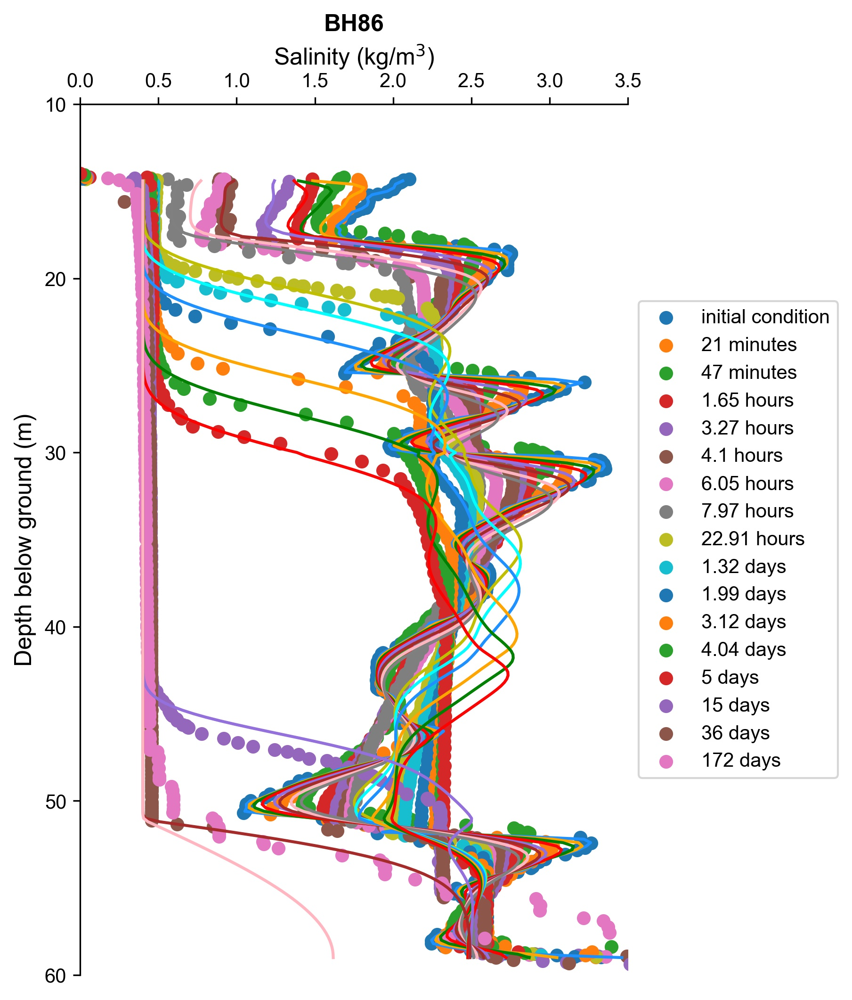 BH86
Salinity (kg/m³)
0.0 0.5 1.0 1.5 2.0 2.5 3.0 3.5
10
20
30
40
50
60
Depth below ground (m)
initial condition
21 minutes
47 minutes
1.65 hours
3.27 hours
4.1 hours
6.05 hours
7.97 hours
22.91 hours
1.32 days
1.99 days
3.12 days
4.04 days
5 days
15 days
36 days
172 days